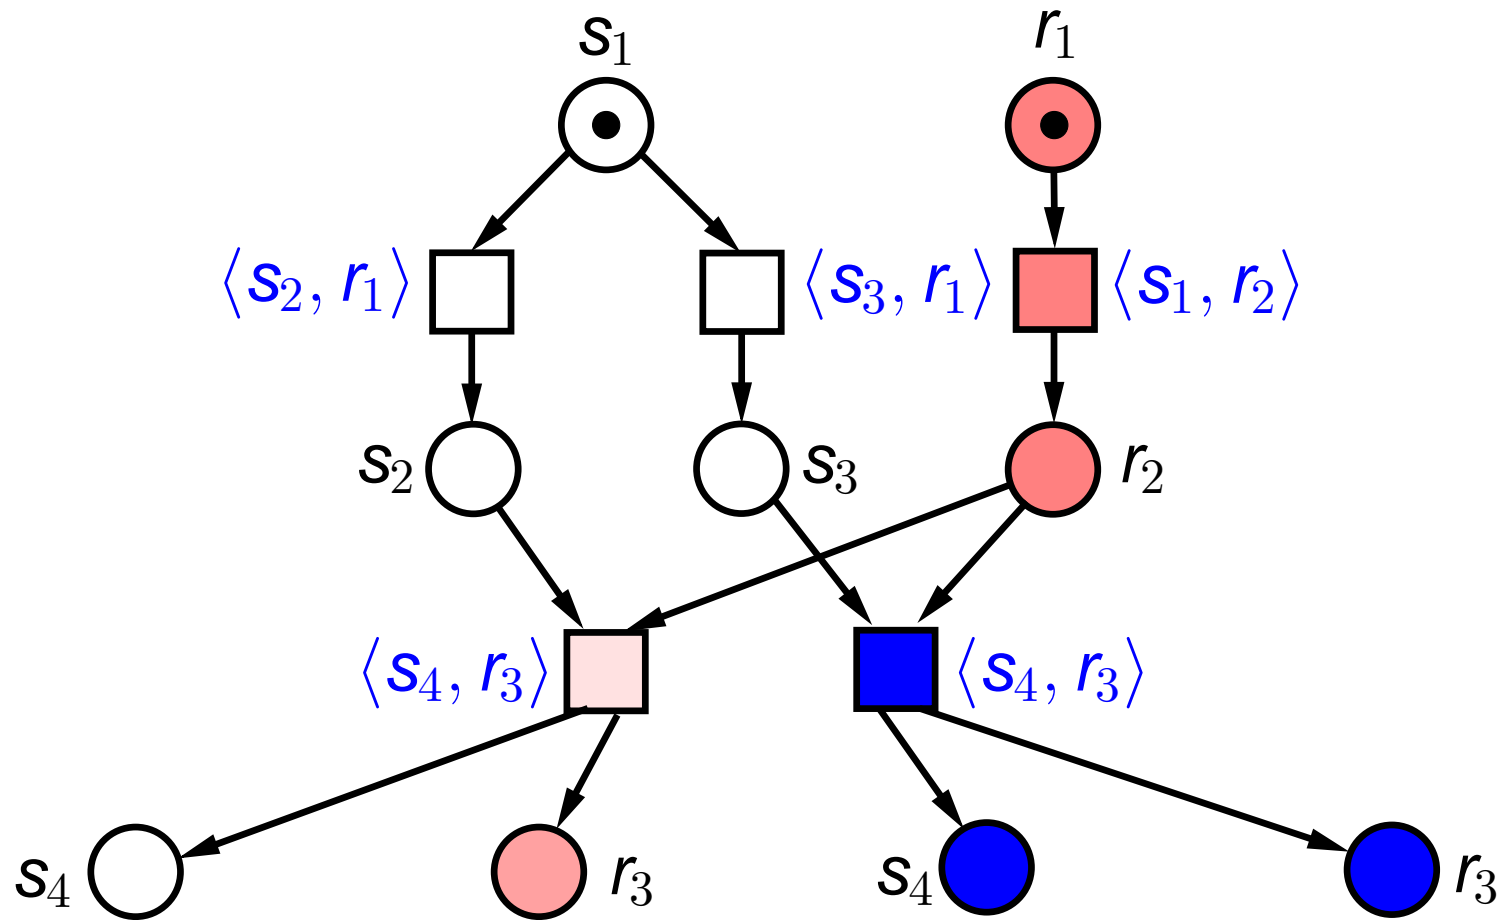 s₁ r₁
⟨s₂, r₁⟩ ⟨s₃, r₁⟩ ⟨s₁, r₂⟩
s₂ s₃ r₂
⟨s₄, r₃⟩ ⟨s₄, r₃⟩
s₄ r₃ s₄ r₃